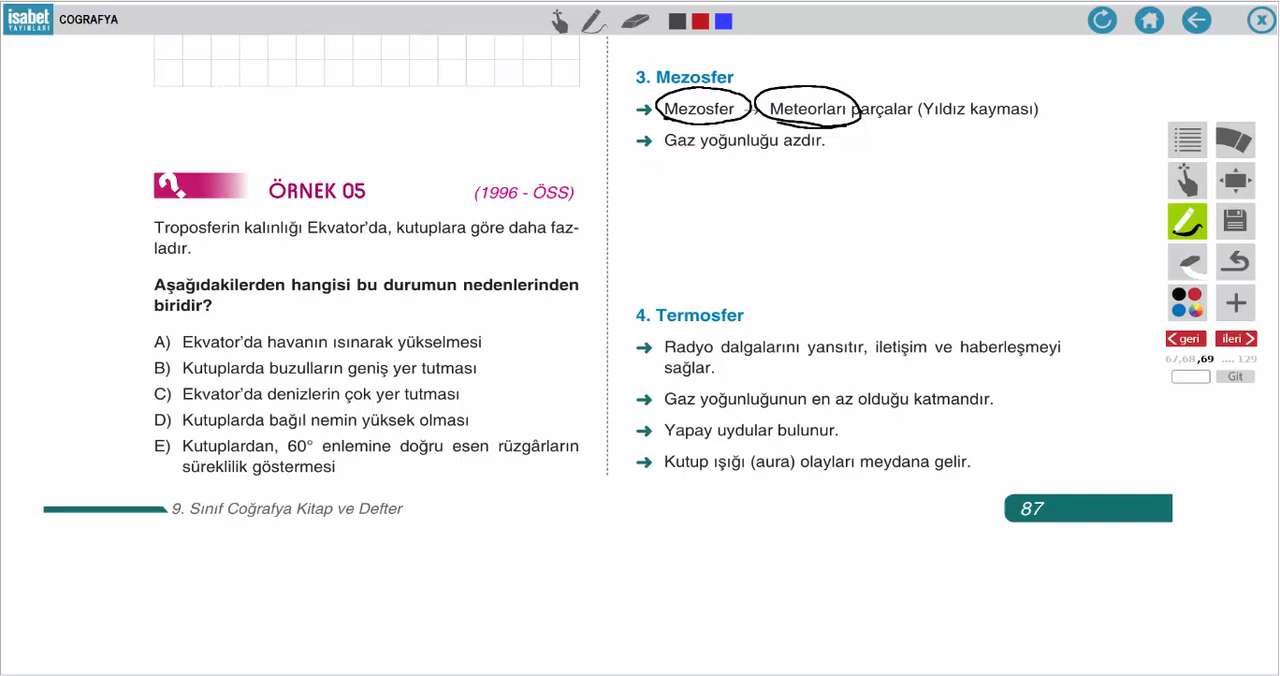 isabet
YAYINLARI
COGRAFYA
ÖRNEK 05
(1996 - ÖSS)
Troposferin kalınlığı Ekvator’da, kutuplara göre daha faz-
ladır.
Aşağıdakilerden hangisi bu durumun nedenlerinden
biridir?
A) Ekvator’da havanın ısınarak yükselmesi
B) Kutuplarda buzulların geniş yer tutması
C) Ekvator’da denizlerin çok yer tutması
D) Kutuplarda bağıl nemin yüksek olması
E) Kutuplardan, 60° enlemine doğru esen rüzgârların
süreklilik göstermesi
9. Sınıf Coğrafya Kitap ve Defter
3. Mezosfer
➔ Mezosfer → Meteorları parçalar (Yıldız kayması)
➔ Gaz yoğunluğu azdır.
4. Termosfer
➔ Radyo dalgalarını yansıtır, iletişim ve haberleşmeyi
sağlar.
➔ Gaz yoğunluğunun en az olduğu katmandır.
➔ Yapay uydular bulunur.
➔ Kutup ışığı (aura) olayları meydana gelir.
87
geri
ileri
67,68,69 .... 129
Git